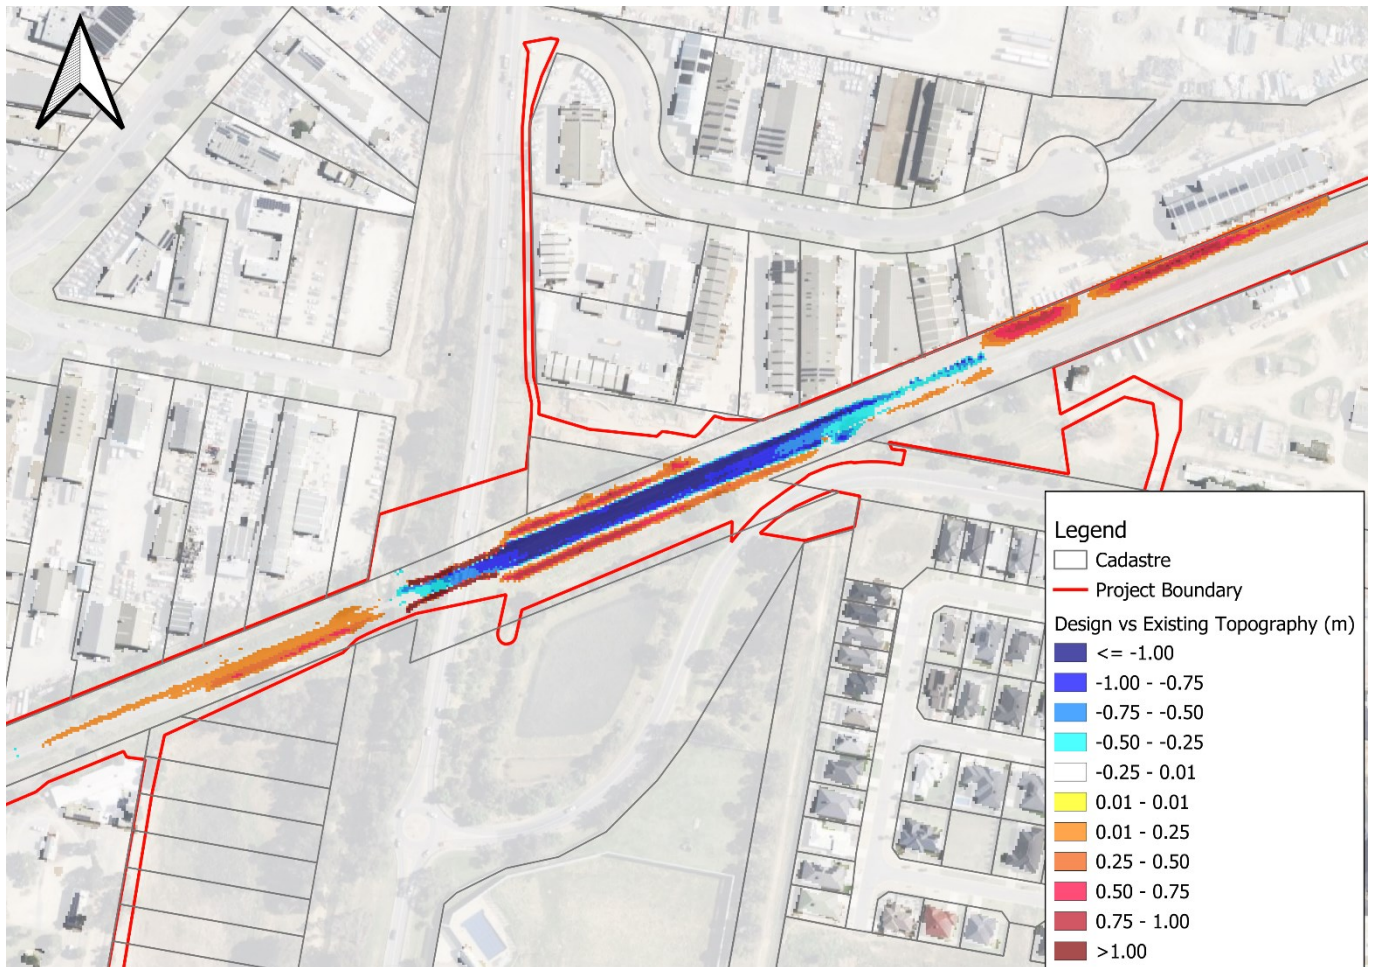 Legend
Cadastre
Project Boundary
Design vs Existing Topography (m)
<= -1.00
-1.00 - -0.75
-0.75 - -0.50
-0.50 - -0.25
-0.25 - 0.01
0.01 - 0.01
0.01 - 0.25
0.25 - 0.50
0.50 - 0.75
0.75 - 1.00
>1.00